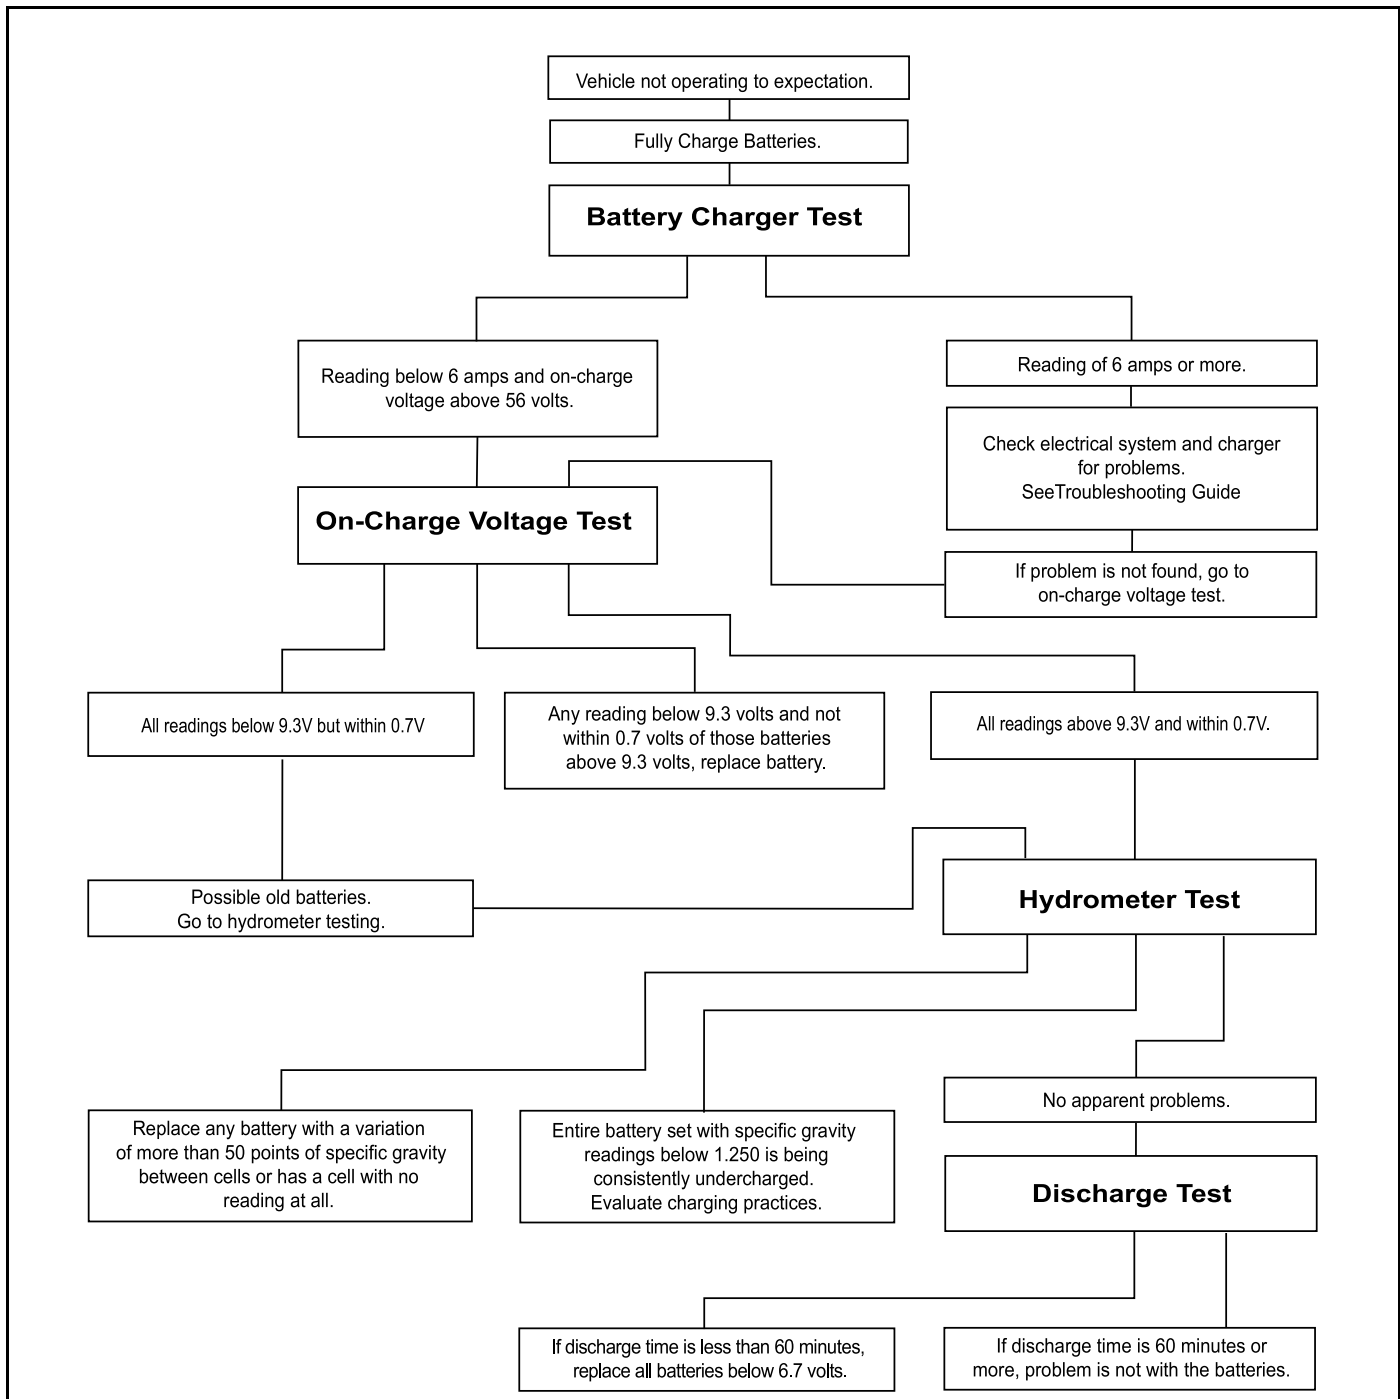 Vehicle not operating to expectation.
Fully Charge Batteries.
Battery Charger Test
Reading below 6 amps and on-charge
voltage above 56 volts.
Reading of 6 amps or more.
Check electrical system and charger
for problems.
SeeTroubleshooting Guide
On-Charge Voltage Test
If problem is not found, go to
on-charge voltage test.
All readings below 9.3V but within 0.7V
Any reading below 9.3 volts and not
within 0.7 volts of those batteries
above 9.3 volts, replace battery.
All readings above 9.3V and within 0.7V.
Possible old batteries.
Go to hydrometer testing.
Hydrometer Test
Replace any battery with a variation
of more than 50 points of specific gravity
between cells or has a cell with no
reading at all.
Entire battery set with specific gravity
readings below 1.250 is being
consistently undercharged.
Evaluate charging practices.
No apparent problems.
Discharge Test
If discharge time is less than 60 minutes,
replace all batteries below 6.7 volts.
If discharge time is 60 minutes or
more, problem is not with the batteries.